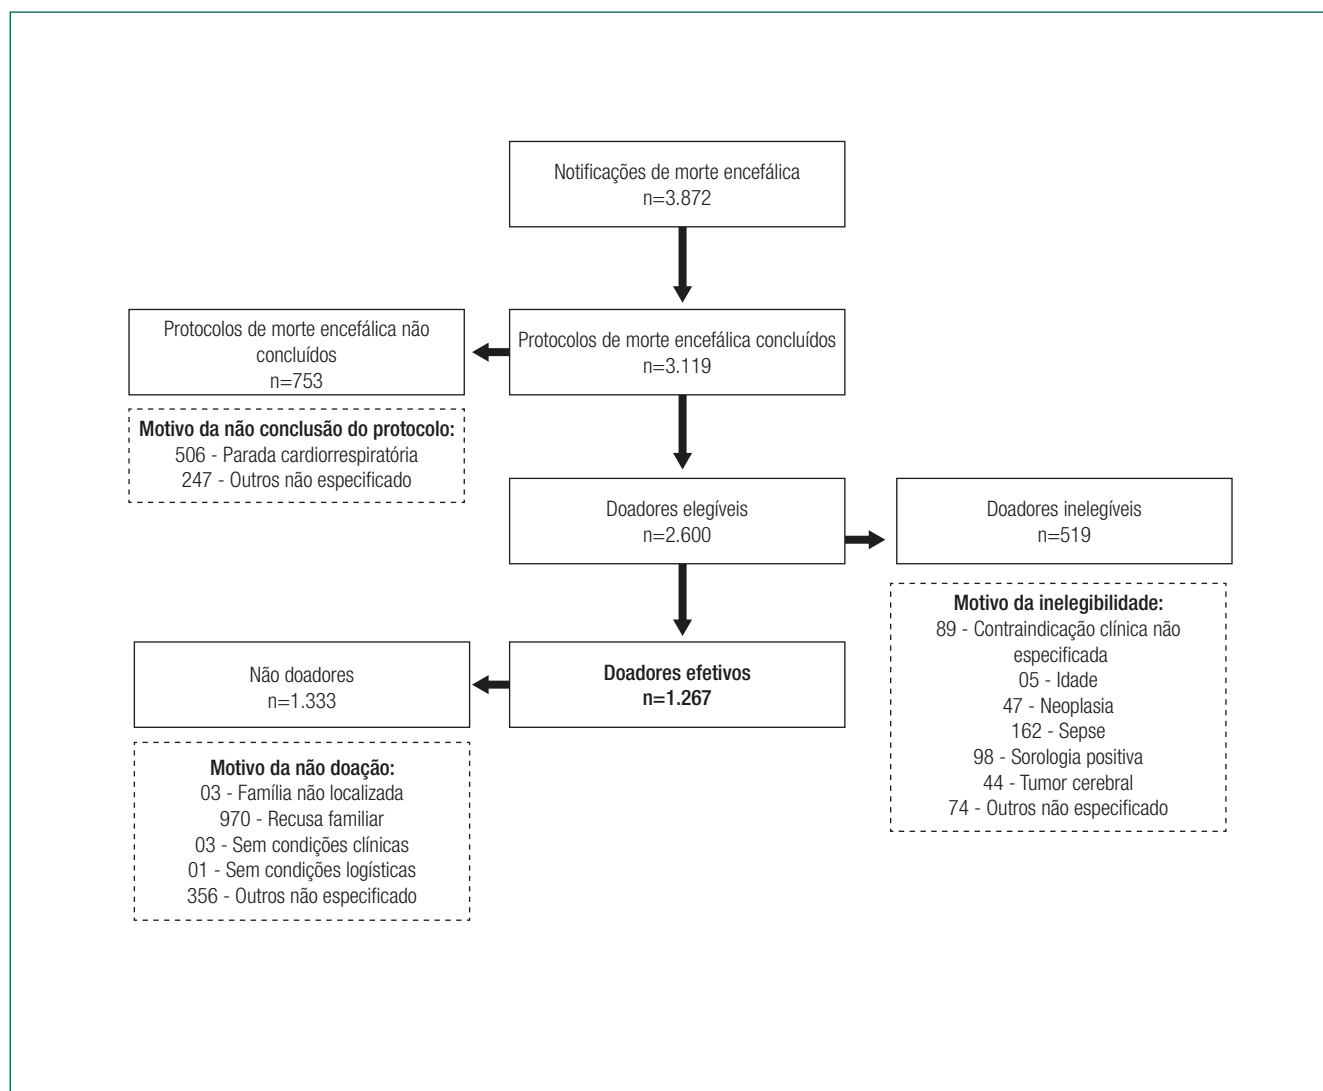 Notificações de morte encefálica
n=3.872
Protocolos de morte encefálica não
concluídos
n=753
Protocolos de morte encefálica concluídos
n=3.119
Motivo da não conclusão do protocolo:
506 - Parada cardiorrespiratória
247 - Outros não especificado
Doadores elegíveis
n=2.600
Doadores inelegíveis
n=519
Motivo da inelegibilidade:
89 - Contraindicação clínica não
especificada
05 - Idade
47 - Neoplasia
162 - Sepse
98 - Sorologia positiva
44 - Tumor cerebral
74 - Outros não especificado
Não doadores
n=1.333
Doadores efetivos
n=1.267
Motivo da não doação:
03 - Família não localizada
970 - Recusa familiar
03 - Sem condições clínicas
01 - Sem condições logísticas
356 - Outros não especificado